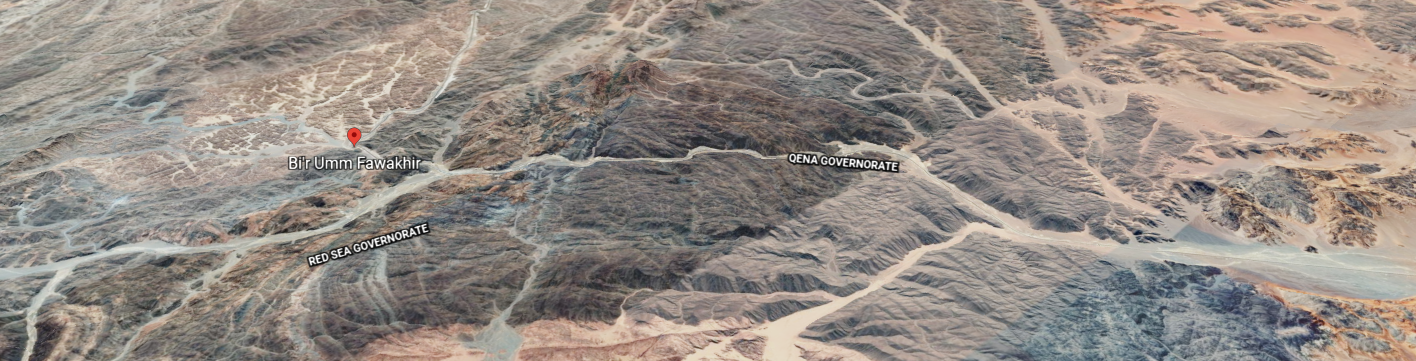 Bi'r Umm Fawakhir
QENA GOVERNORATE
RED SEA GOVERNORATE